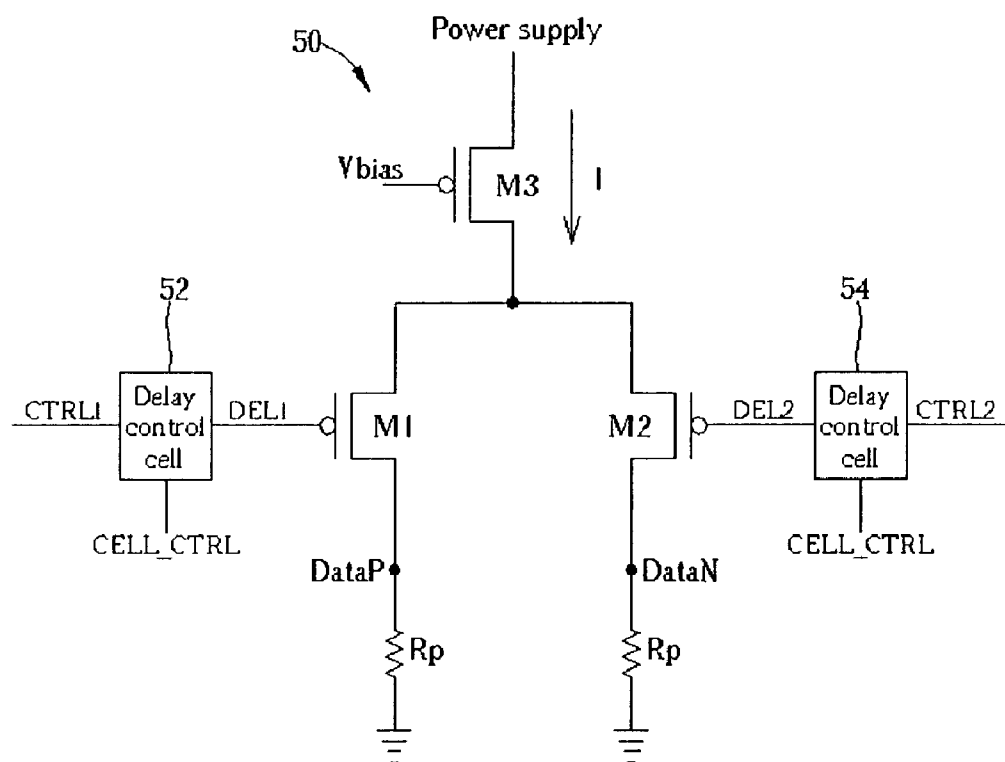 Power supply
50
Vbias
M3
I
52
54
CTRL1
Delay
control
cell
DEL1
M1
M2
DEL2
Delay
control
cell
CTRL2
CELL_CTRL
CELL_CTRL
DataP
DataN
Rp
Rp